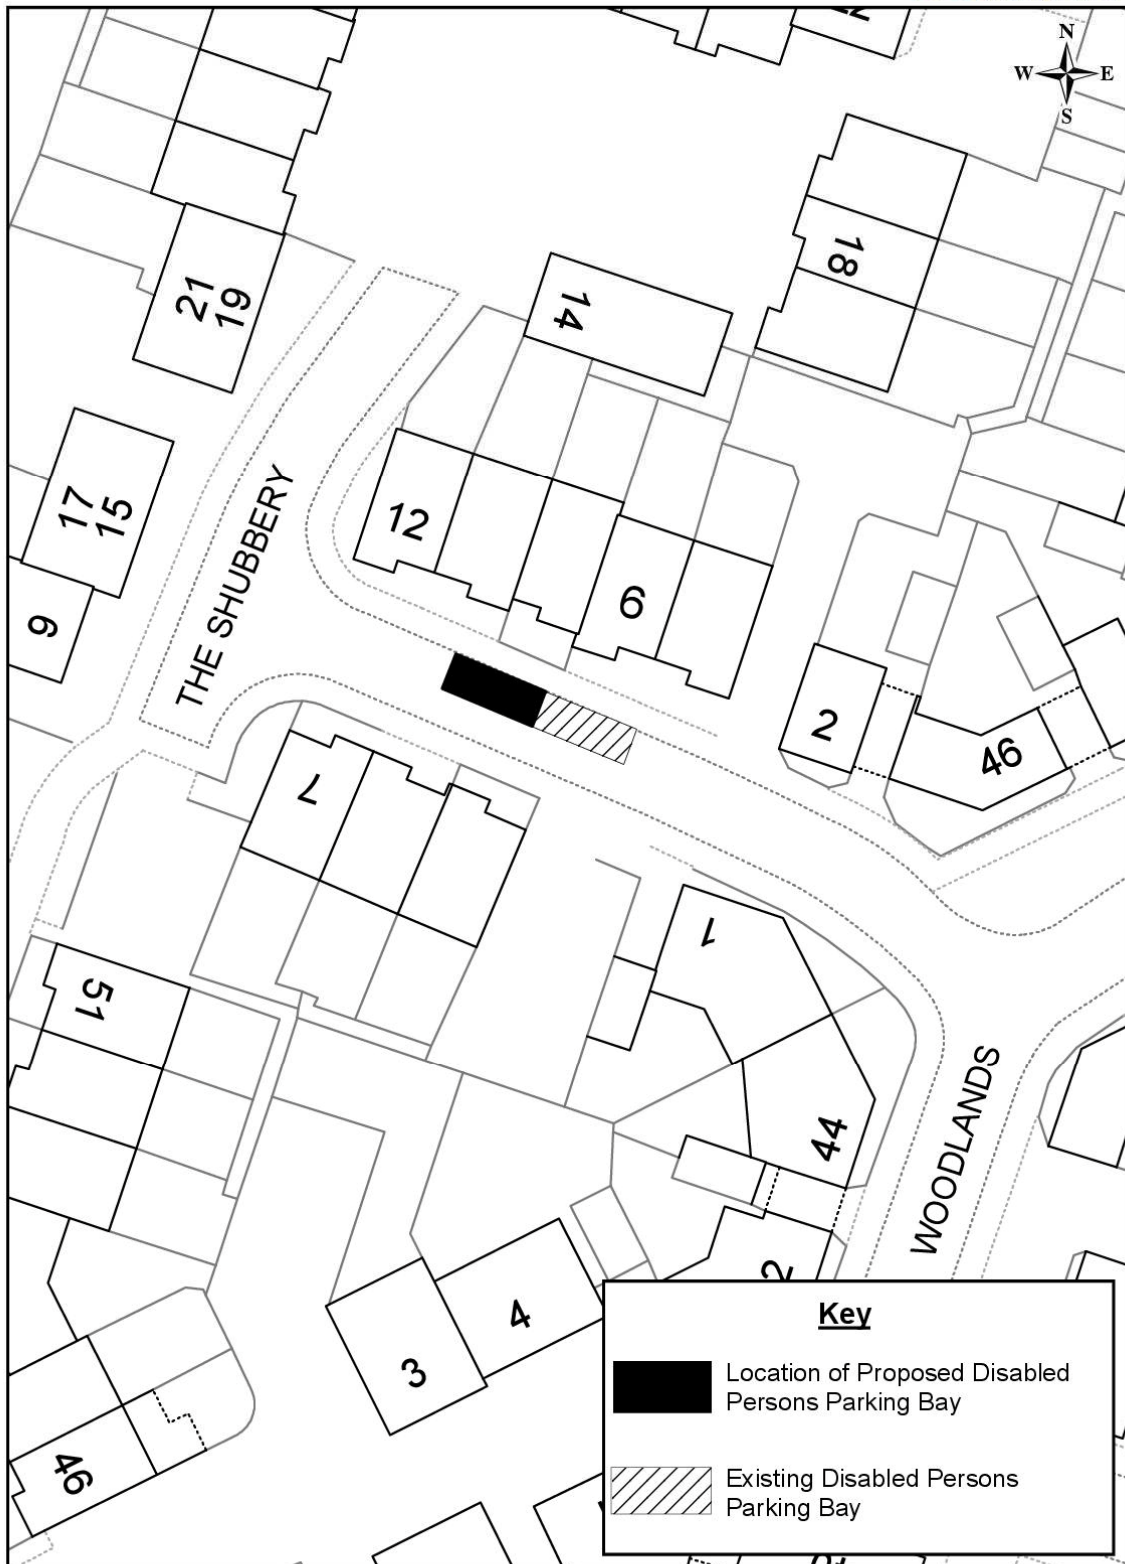 N
W E
S
18
14
21
19
17
15
12
6
9
THE SHUBBERY
2
46
7
1
51
44
WOODLANDS
2
4
3
46
Key
Location of Proposed Disabled
Persons Parking Bay
Existing Disabled Persons
Parking Bay